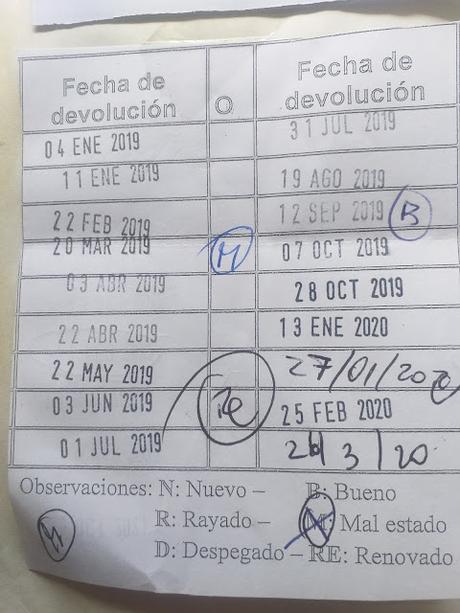 Fecha de devolución
04 ENE 2019
11 ENE 2019
22 FEB 2019
20 MAR 2019 M
03 ABR 2019
22 ABR 2019
22 MAY 2019
03 JUN 2019 Re
01 JUL 2019
O
Fecha de devolución
31 JUL 2019
19 AGO 2019
12 SEP 2019 B
07 OCT 2019
28 OCT 2019
13 ENE 2020
27/01/2020
25 FEB 2020
/3/20
Observaciones: N: Nuevo – B: Bueno
R: Rayado – M: Mal estado
D: Despegado – RE: Renovado